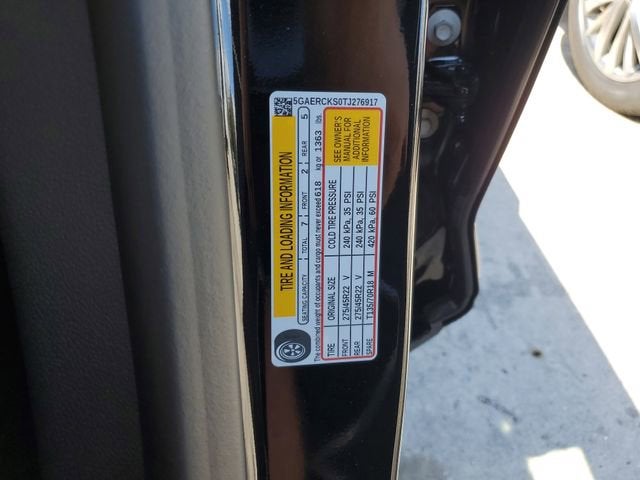 5GAERCKS0TJ276917
TIRE AND LOADING INFORMATION
SEATING CAPACITY | TOTAL 7 | FRONT 2 | REAR 5
The combined weight of occupants and cargo must never exceed 618 kg or 1363 lbs.
TIRE ORIGINAL SIZE COLD TIRE PRESSURE
FRONT 275/45R22 V 240 kPa, 35 PSI
REAR 275/45R22 V 240 kPa, 35 PSI
SPARE T135/70R18 M 420 kPa, 60 PSI
SEE OWNER'S
MANUAL FOR
ADDITIONAL
INFORMATION